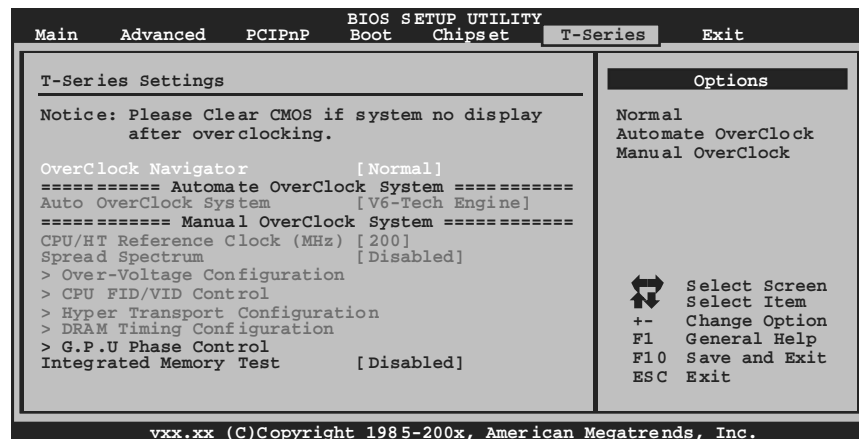 BIOS SETUP UTILITY
Main Advanced PCIPnP Boot Chipset T-Series Exit
T-Series Settings
Notice: Please Clear CMOS if system no display
after overclocking.
OverClock Navigator [Normal]
=========== Automate OverClock System ===========
Auto OverClock System [V6-Tech Engine]
============ Manual OverClock System ============
CPU/HT Reference Clock (MHz) [200]
Spread Spectrum [Disabled]
> Over-Voltage Configuration
> CPU FID/VID Control
> Hyper Transport Configuration
> DRAM Timing Configuration
> G.P.U Phase Control
Integrated Memory Test [Disabled]
Options
Normal
Automate OverClock
Manual OverClock
Select Screen
Select Item
+- Change Option
F1 General Help
F10 Save and Exit
ESC Exit
vxx.xx (C)Copyright 1985-200x, American Megatrends, Inc.